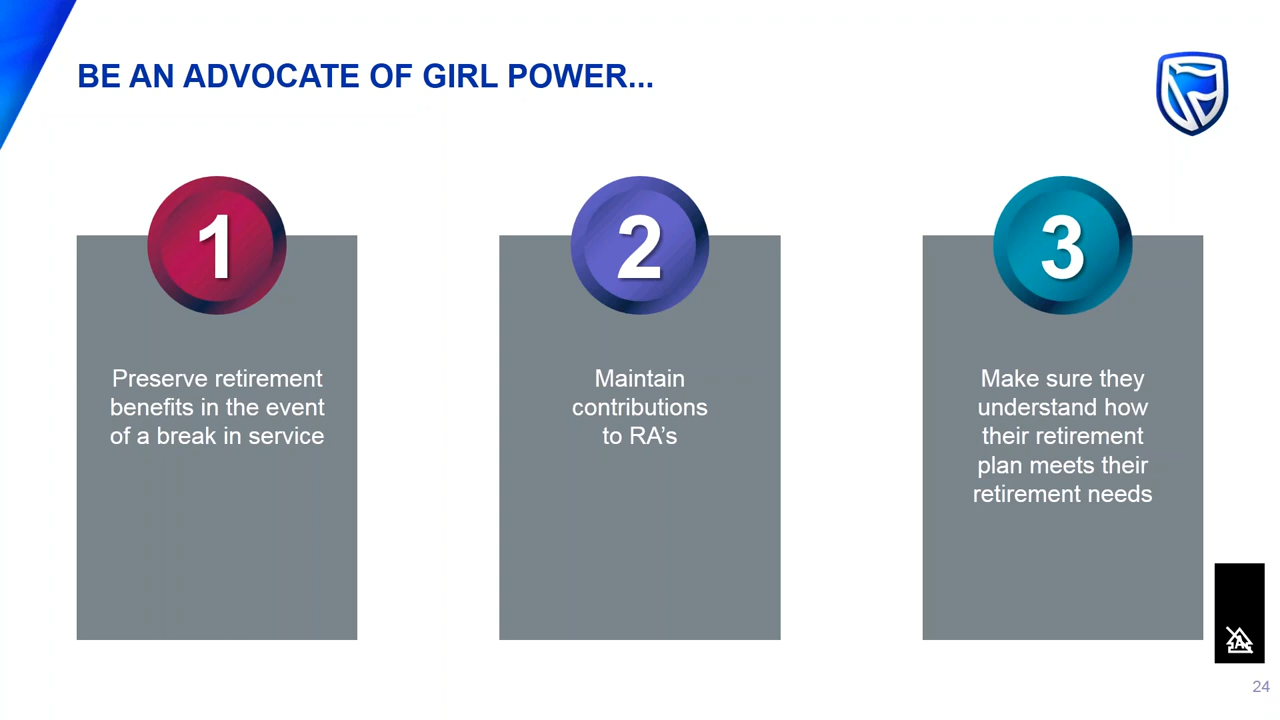 BE AN ADVOCATE OF GIRL POWER...
1
Preserve retirement
benefits in the event
of a break in service
2
Maintain
contributions
to RA’s
3
Make sure they
understand how
their retirement
plan meets their
retirement needs
24